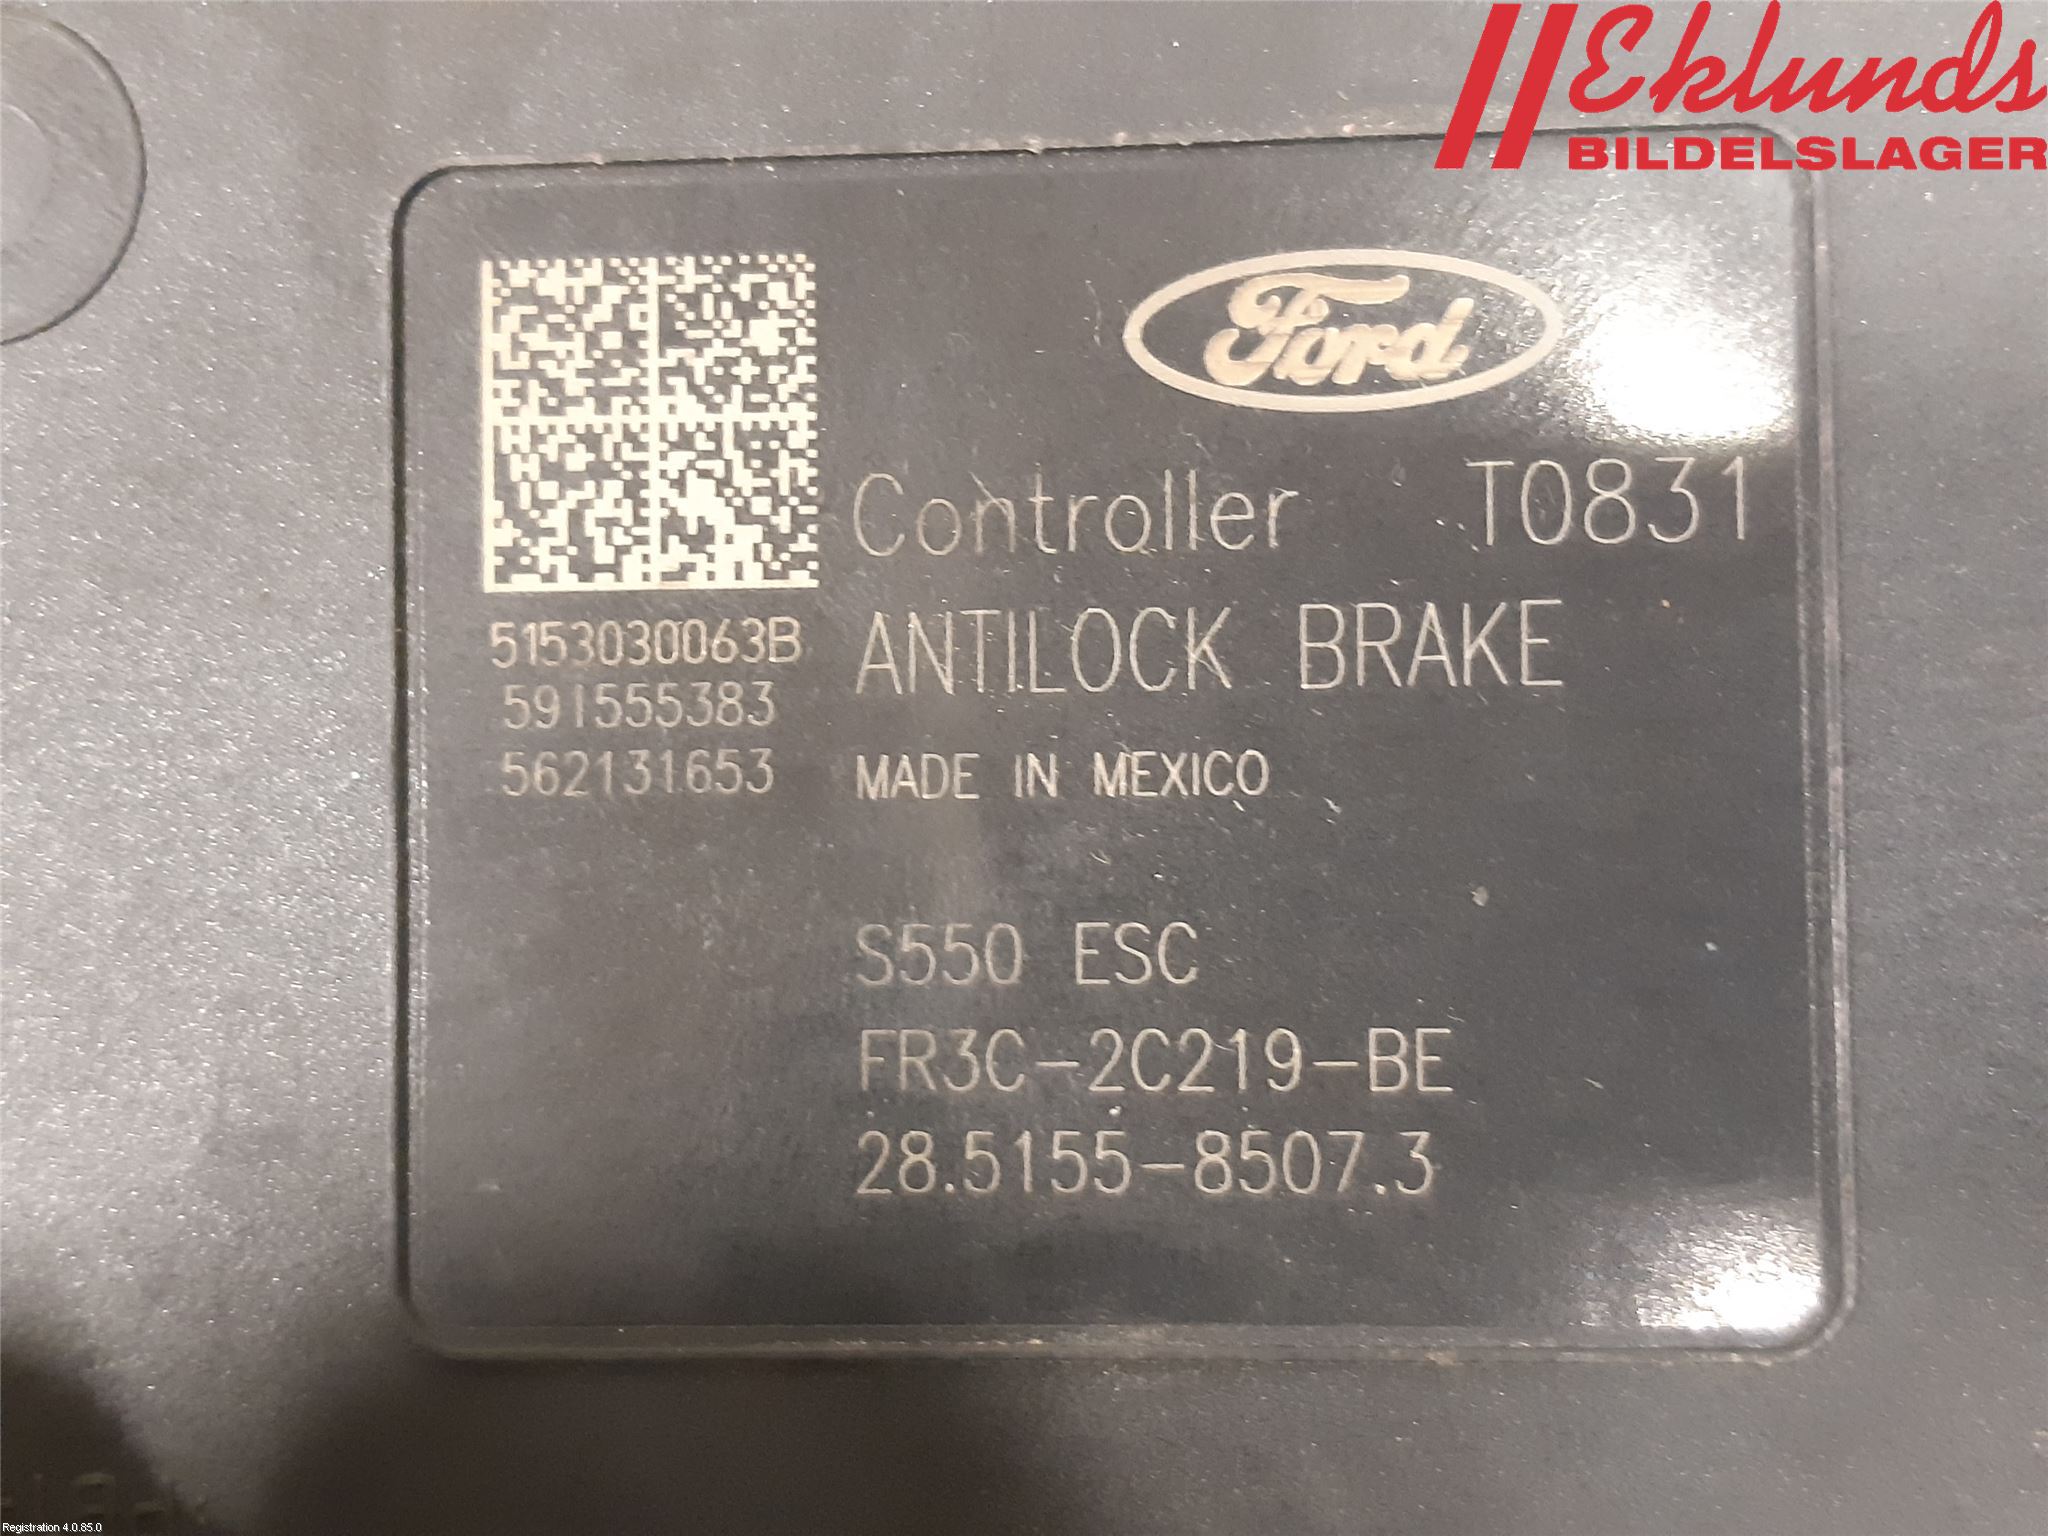 Eklunds
BILDELSLAGER
Ford
Controller T0831
5153030063B
591555383
562131653
ANTILOCK BRAKE
MADE IN MEXICO
S550 ESC
FR3C-2C219-BE
28.5155-8507.3
Registration 4.0.85.0